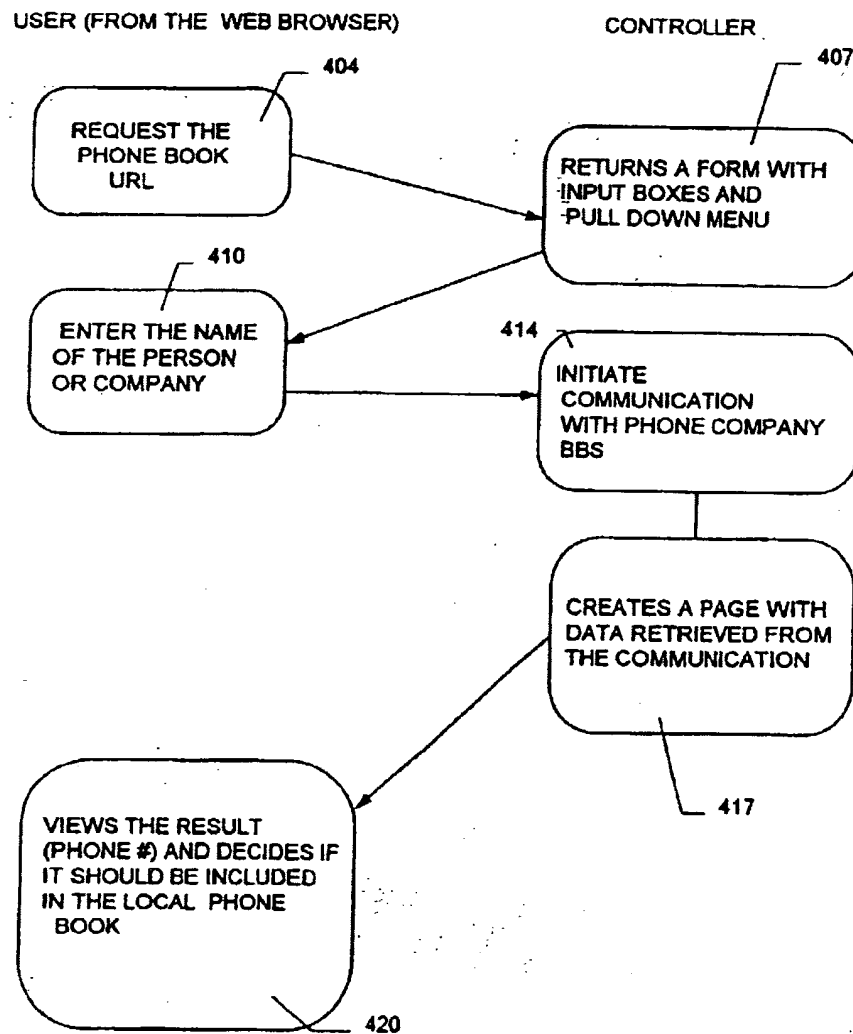 USER (FROM THE WEB BROWSER)
CONTROLLER
404
407
REQUEST THE
PHONE BOOK
URL
RETURNS A FORM WITH
INPUT BOXES AND
PULL DOWN MENU
410
ENTER THE NAME
OF THE PERSON
OR COMPANY
414
INITIATE
COMMUNICATION
WITH PHONE COMPANY
BBS
CREATES A PAGE WITH
DATA RETRIEVED FROM
THE COMMUNICATION
417
VIEWS THE RESULT
(PHONE #) AND DECIDES IF
IT SHOULD BE INCLUDED
IN THE LOCAL PHONE
BOOK
420